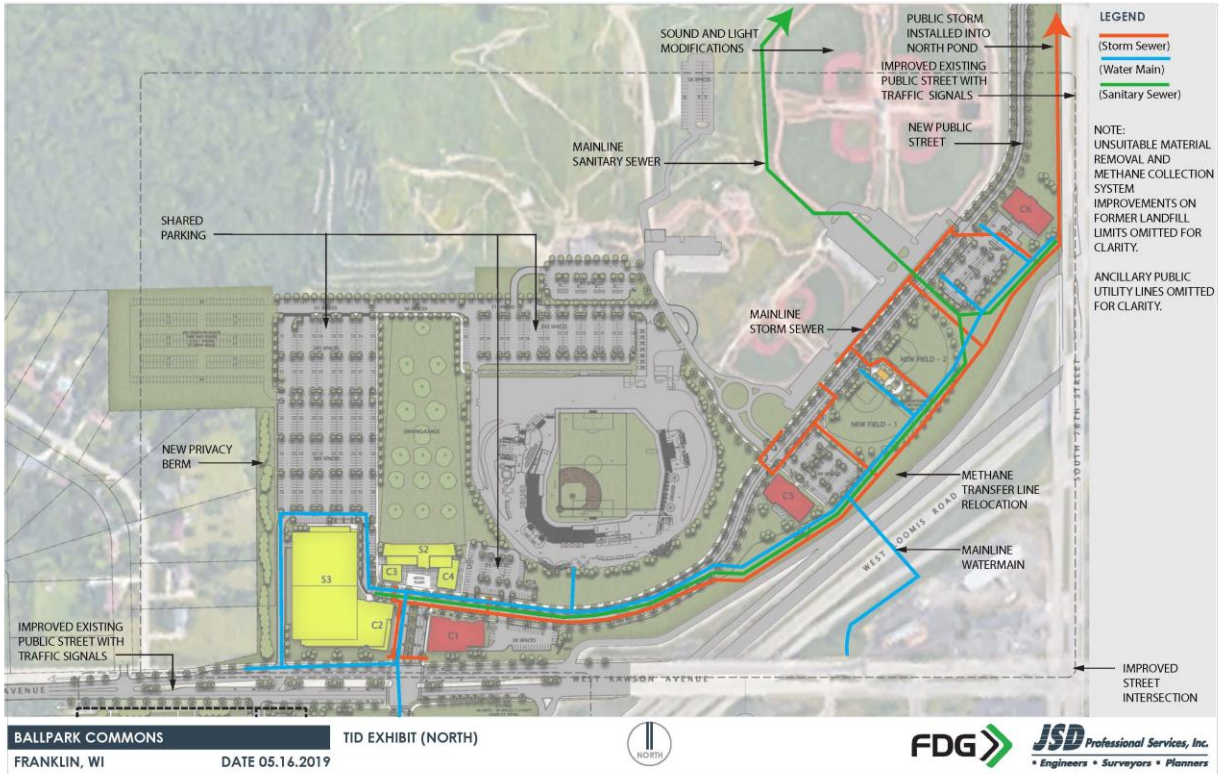 SOUND AND LIGHT
MODIFICATIONS
PUBLIC STORM
INSTALLED INTO
NORTH POND
IMPROVED EXISTING
PUBLIC STREET WITH
TRAFFIC SIGNALS
NEW PUBLIC
STREET
MAINLINE
SANITARY SEWER
SHARED
PARKING
MAINLINE
STORM SEWER
NEW PRIVACY
BERM
METHANE
TRANSFER LINE
RELOCATION
MAINLINE
WATERMAIN
IMPROVED EXISTING
PUBLIC STREET WITH
TRAFFIC SIGNALS
IMPROVED
STREET
INTERSECTION
C6
NEW FIELD - 2
NEW FIELD - 1
C5
S2
C3
C4
S3
C2
C1
SOUTH 76TH STREET
WEST LOOMIS ROAD
WEST RAWSON AVENUE
AVENUE
LEGEND
(Storm Sewer)
(Water Main)
(Sanitary Sewer)
NOTE:
UNSUITABLE MATERIAL
REMOVAL AND
METHANE COLLECTION
SYSTEM
IMPROVEMENTS ON
FORMER LANDFILL
LIMITS OMITTED FOR
CLARITY.
ANCILLARY PUBLIC
UTILITY LINES OMITTED
FOR CLARITY.
BALLPARK COMMONS
TID EXHIBIT (NORTH)
FRANKLIN, WI
DATE 05.16.2019
NORTH
FDG
JSD Professional Services, Inc.
• Engineers • Surveyors • Planners